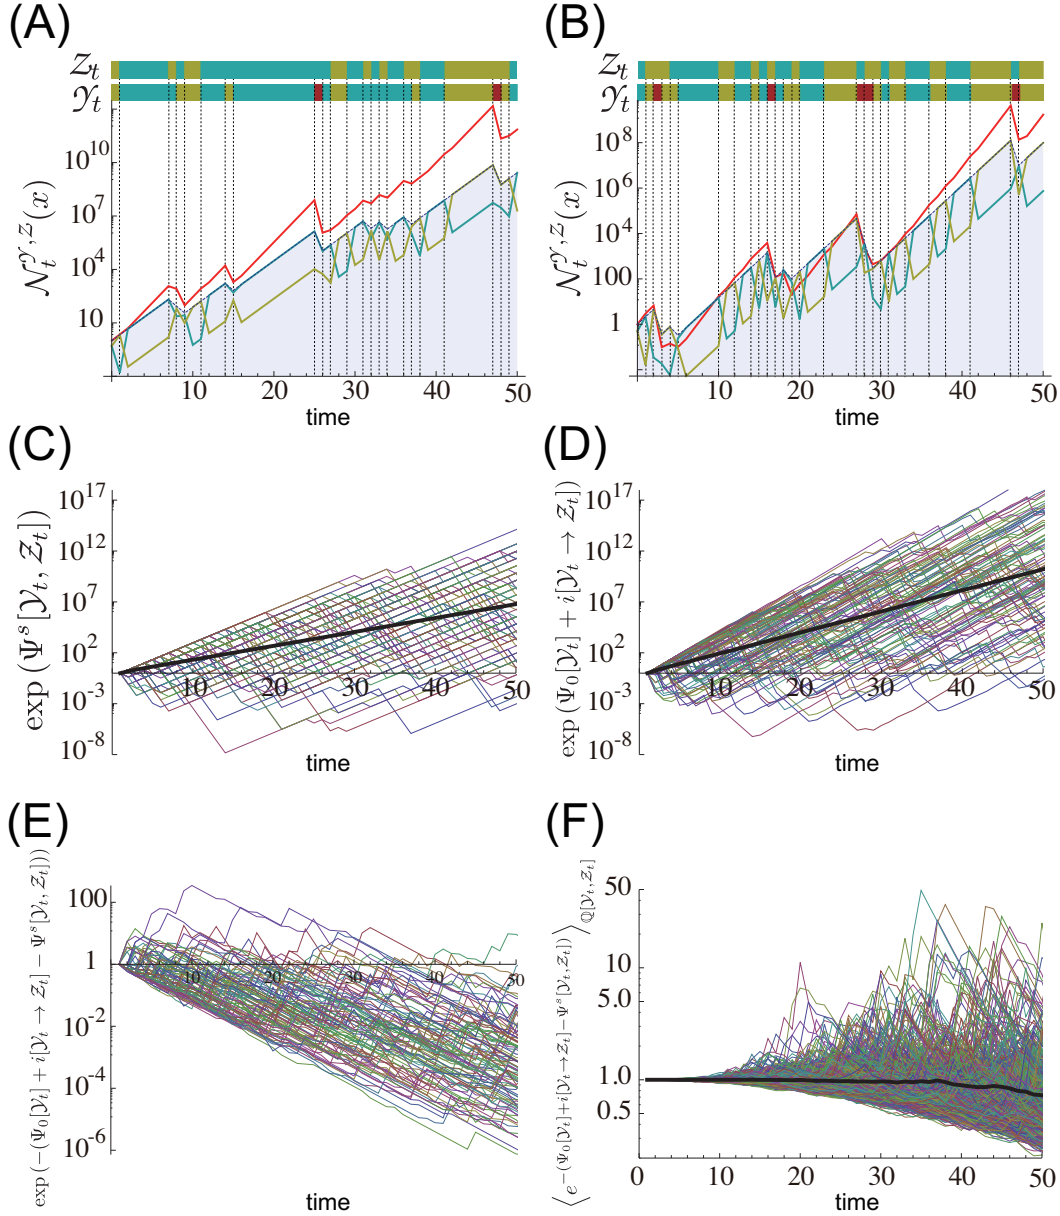 (A)
𝒵_t
𝒴_t
10^10
10^7
10^4
10
𝒩_t^{𝒴,𝒵}(x)
10 20 30 40 50
time
(B)
𝒵_t
𝒴_t
10^8
10^6
10^4
100
1
𝒩_t^{𝒴,𝒵}(x)
0 10 20 30 40 50
time
(C)
10^17
10^12
10^7
10^2
10^-3
10^-8
exp (Ψ^s[𝒴_t, 𝒵_t])
10 20 30 40 50
time
(D)
10^17
10^12
10^7
10^2
10^-3
10^-8
exp (Ψ_0[𝒴_t] + i[𝒴_t → 𝒵_t])
10 20 30 40 50
time
(E)
100
1
10^-2
10^-4
10^-6
exp (−(Ψ_0[𝒴_t] + i[𝒴_t → 𝒵_t] − Ψ^s[𝒴_t, 𝒵_t]))
10 20 30 40 50
time
(F)
50
10
5.0
1.0
0.5
⟨e^{−(Ψ_0[𝒴_t]+i[𝒴_t→𝒵_t]−Ψ^s[𝒴_t,𝒵_t])}⟩_{ℚ[𝒴_t,𝒵_t]}
0 10 20 30 40 50
time